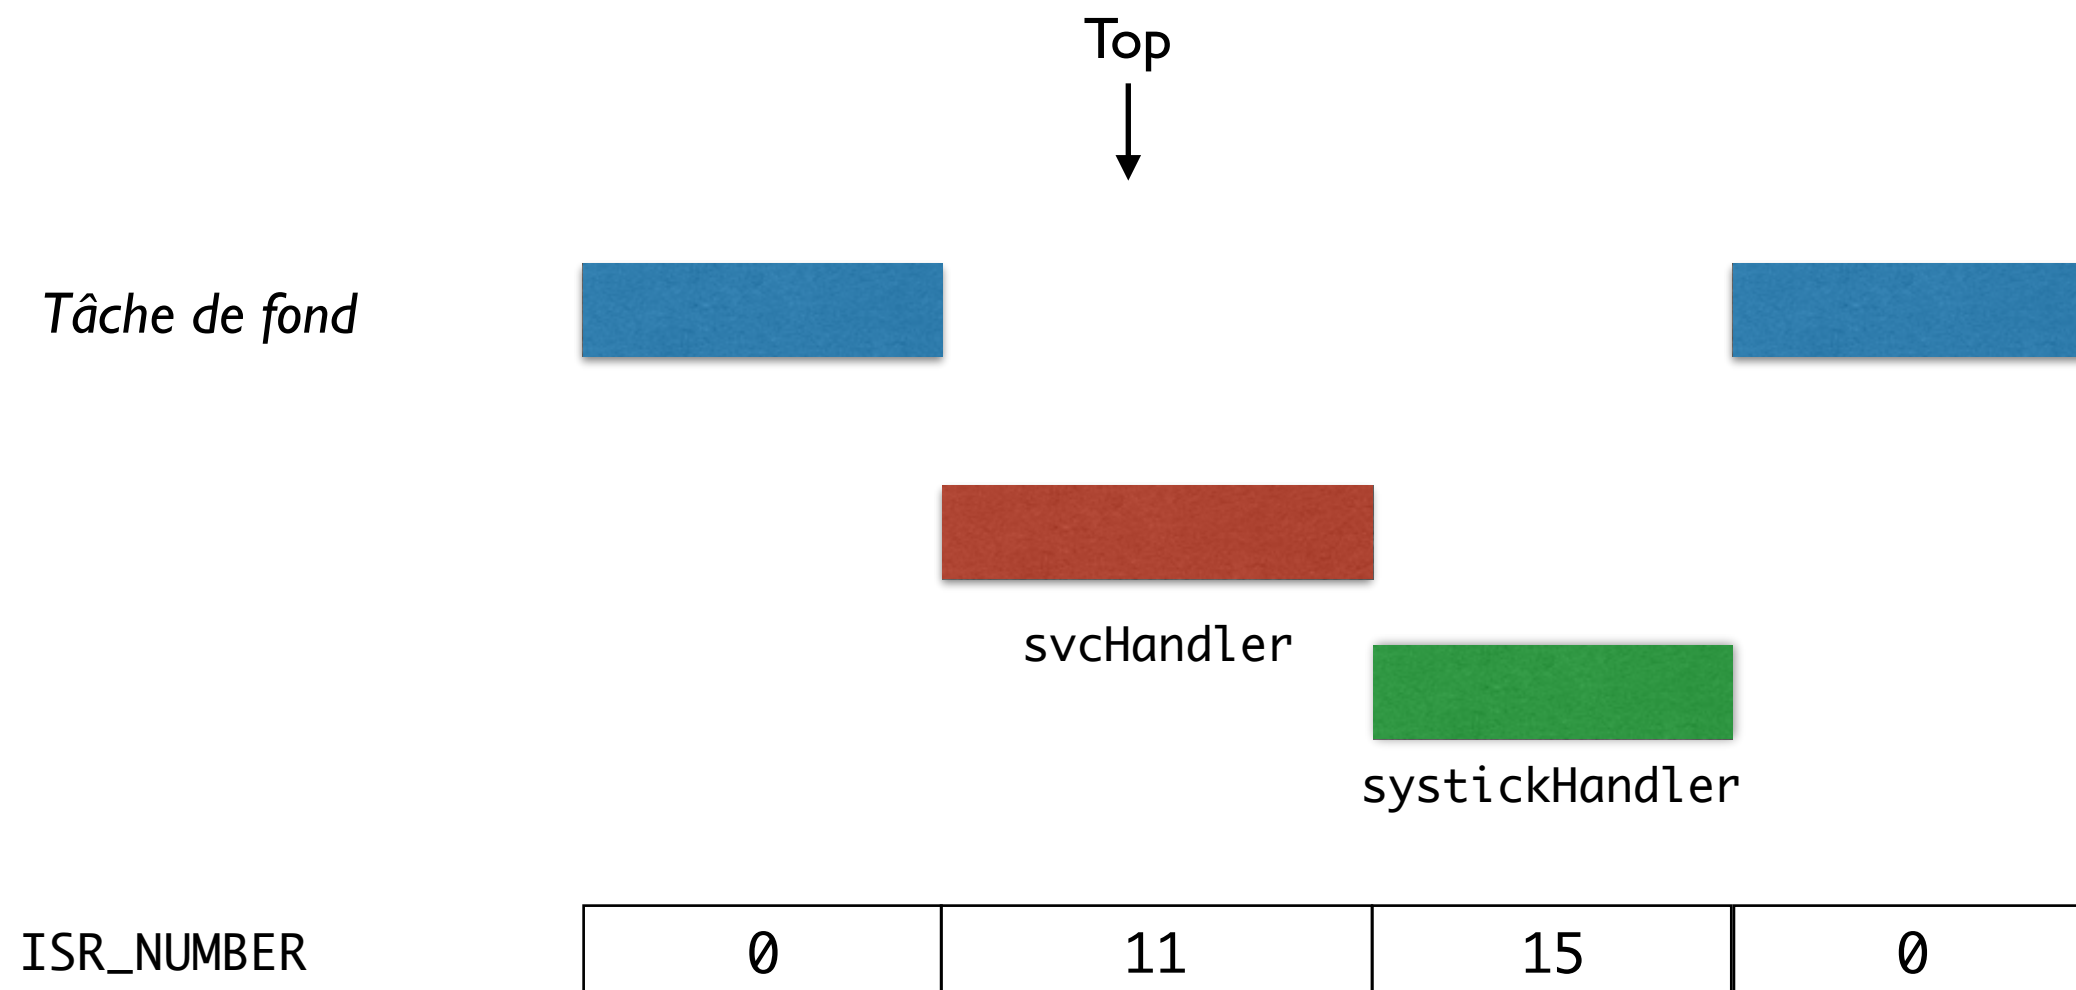 Top
Tâche de fond
svcHandler
systickHandler
ISR_NUMBER 0 11 15 0